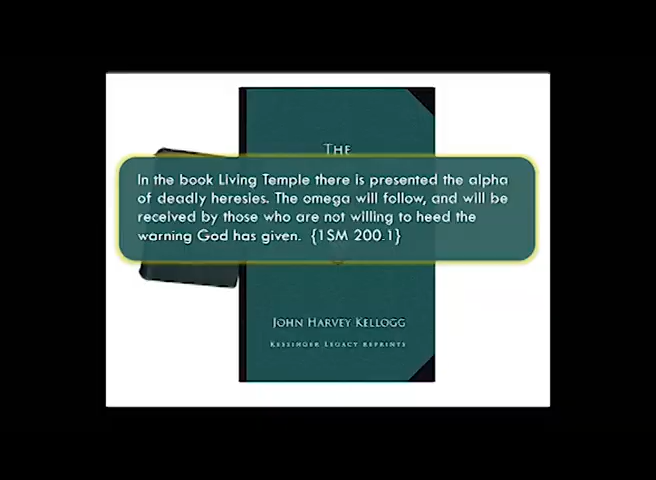 THE
In the book Living Temple there is presented the alpha
of deadly heresies. The omega will follow, and will be
received by those who are not willing to heed the
warning God has given. {1SM 200.1}
JOHN HARVEY KELLOGG
KESSINGER LEGACY REPRINTS